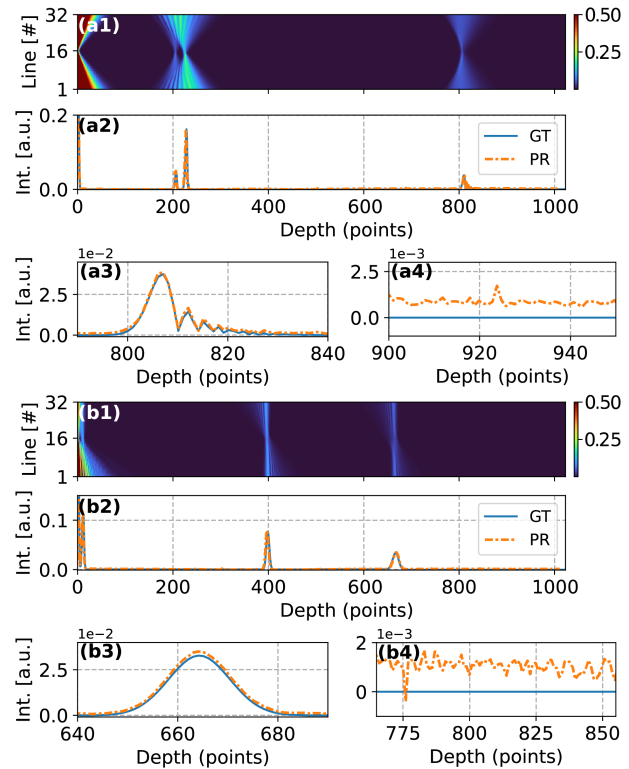 32
16
1
Line [#]
(a1)
0.50
0.25
0.2
0.0
Int. [a.u.]
(a2)
GT
PR
0 200 400 600 800 1000
Depth (points)
1e-2
(a3)
2.5
0.0
Int. [a.u.]
800 820 840
Depth (points)
1e-3
(a4)
2.5
0.0
900 920 940
Depth (points)
32
16
1
Line [#]
(b1)
0.50
0.25
0.1
0.0
Int. [a.u.]
(b2)
GT
PR
0 200 400 600 800 1000
Depth (points)
1e-2
(b3)
2.5
0.0
Int. [a.u.]
640 660 680
Depth (points)
1e-3
(b4)
2
0
775 800 825 850
Depth (points)